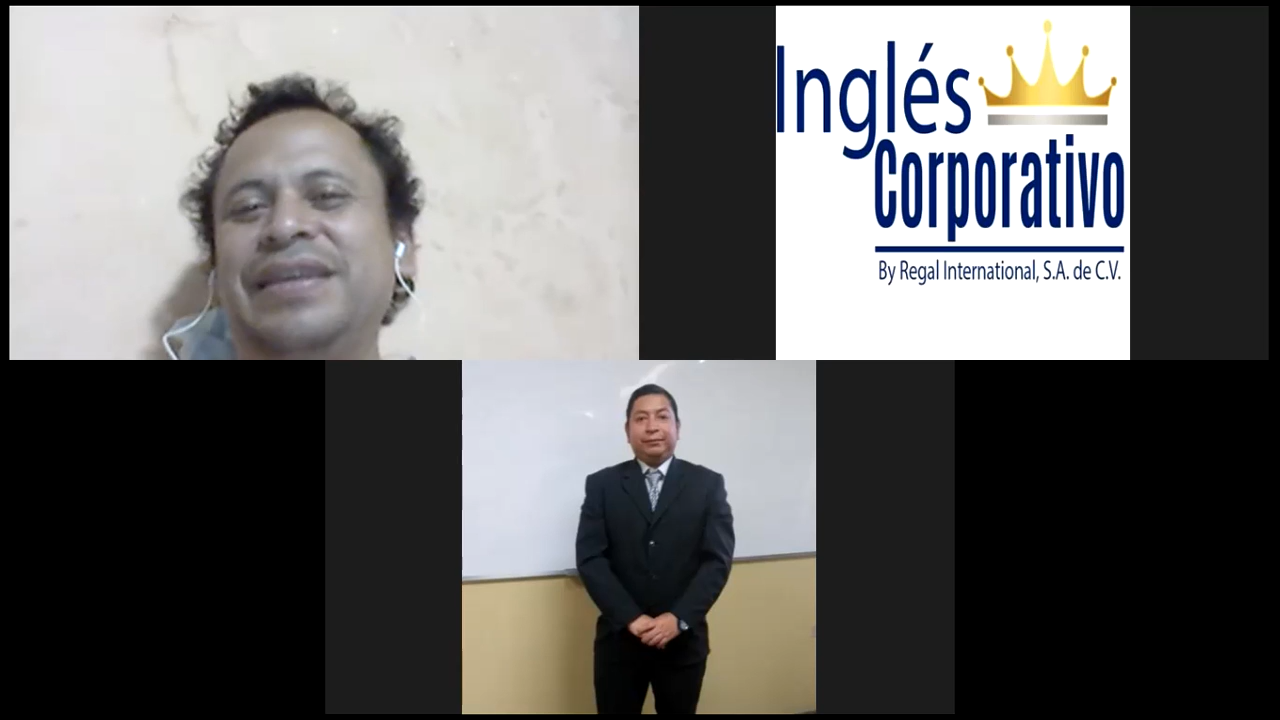 Inglés
Corporativo
By Regal International, S.A. de C.V.